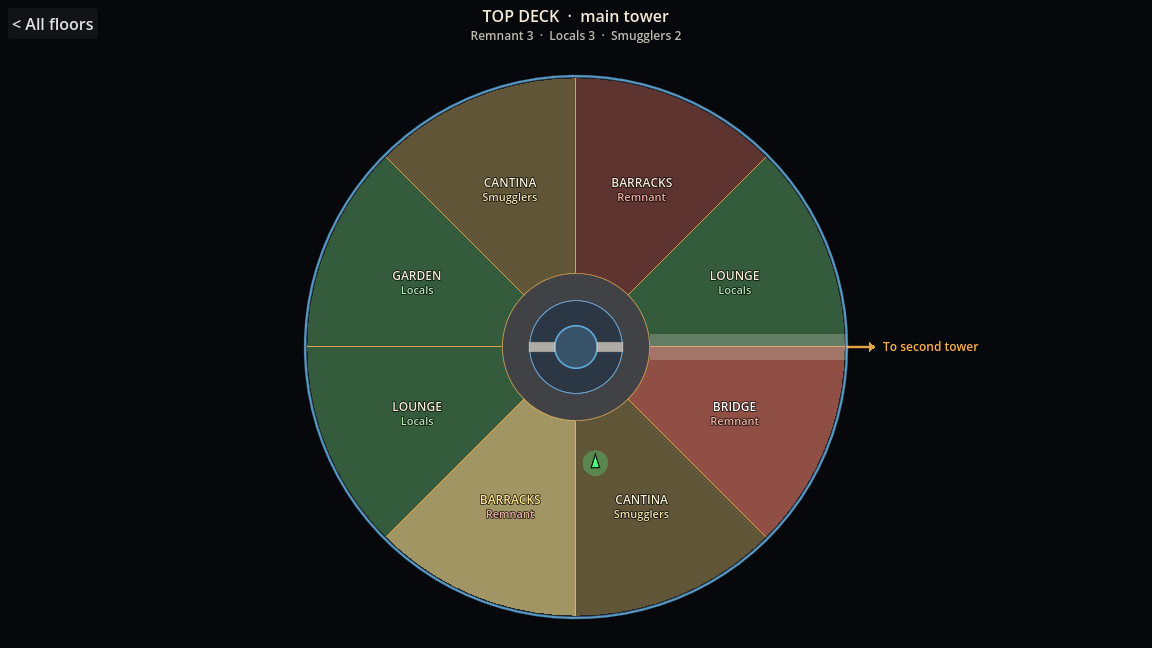 < All floors
TOP DECK · main tower
Remnant 3 · Locals 3 · Smugglers 2
CANTINA
Smugglers
BARRACKS
Remnant
GARDEN
Locals
LOUNGE
Locals
To second tower
LOUNGE
Locals
BRIDGE
Remnant
BARRACKS
Remnant
CANTINA
Smugglers